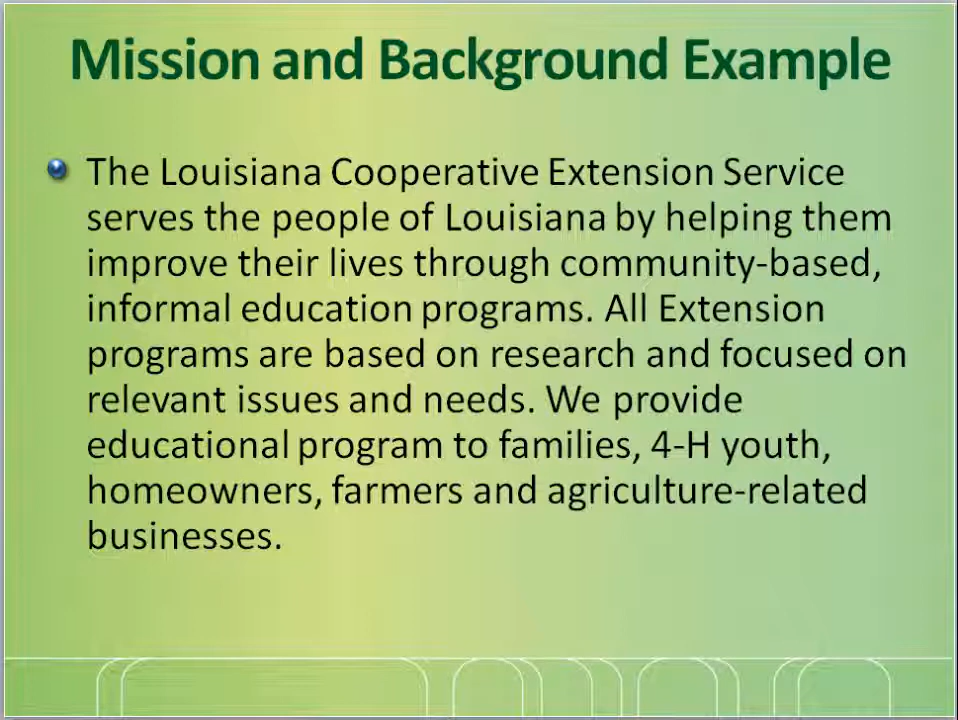 Mission and Background Example
The Louisiana Cooperative Extension Service
serves the people of Louisiana by helping them
improve their lives through community-based,
informal education programs. All Extension
programs are based on research and focused on
relevant issues and needs. We provide
educational program to families, 4-H youth,
homeowners, farmers and agriculture-related
businesses.